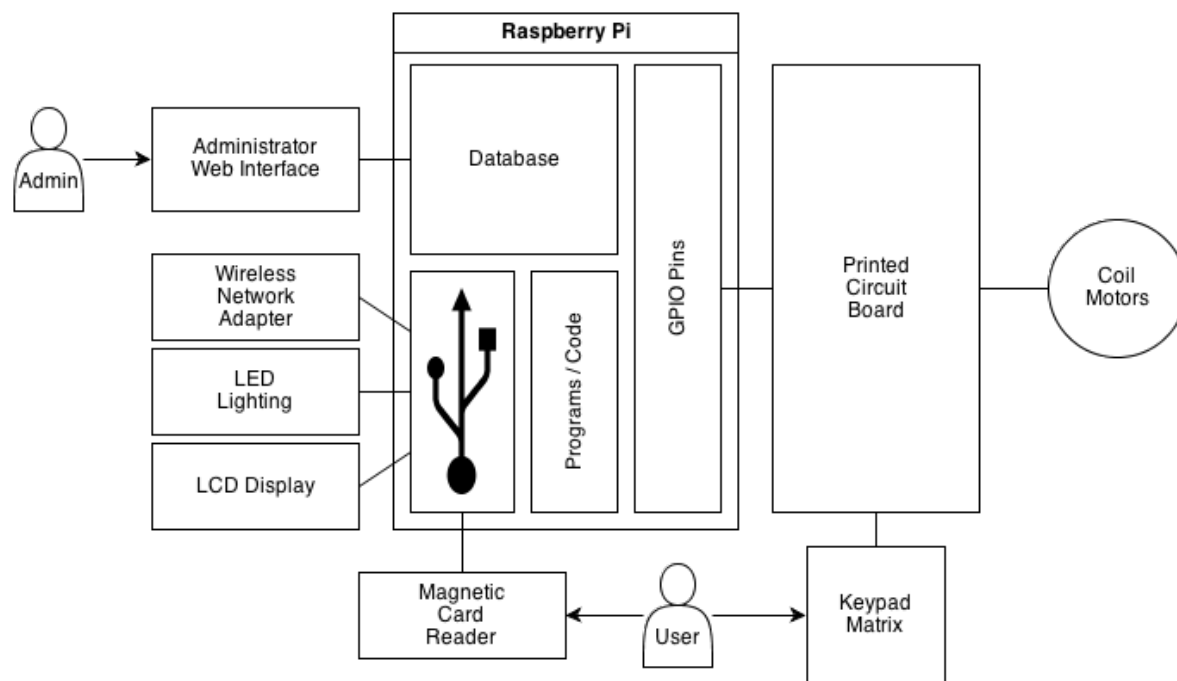 Raspberry Pi
Administrator
Web Interface
Database
Admin
Wireless
Network
Adapter
GPIO Pins
Printed
Circuit
Board
Coil
Motors
LED
Lighting
Programs / Code
LCD Display
Magnetic
Card
Reader
User
Keypad
Matrix